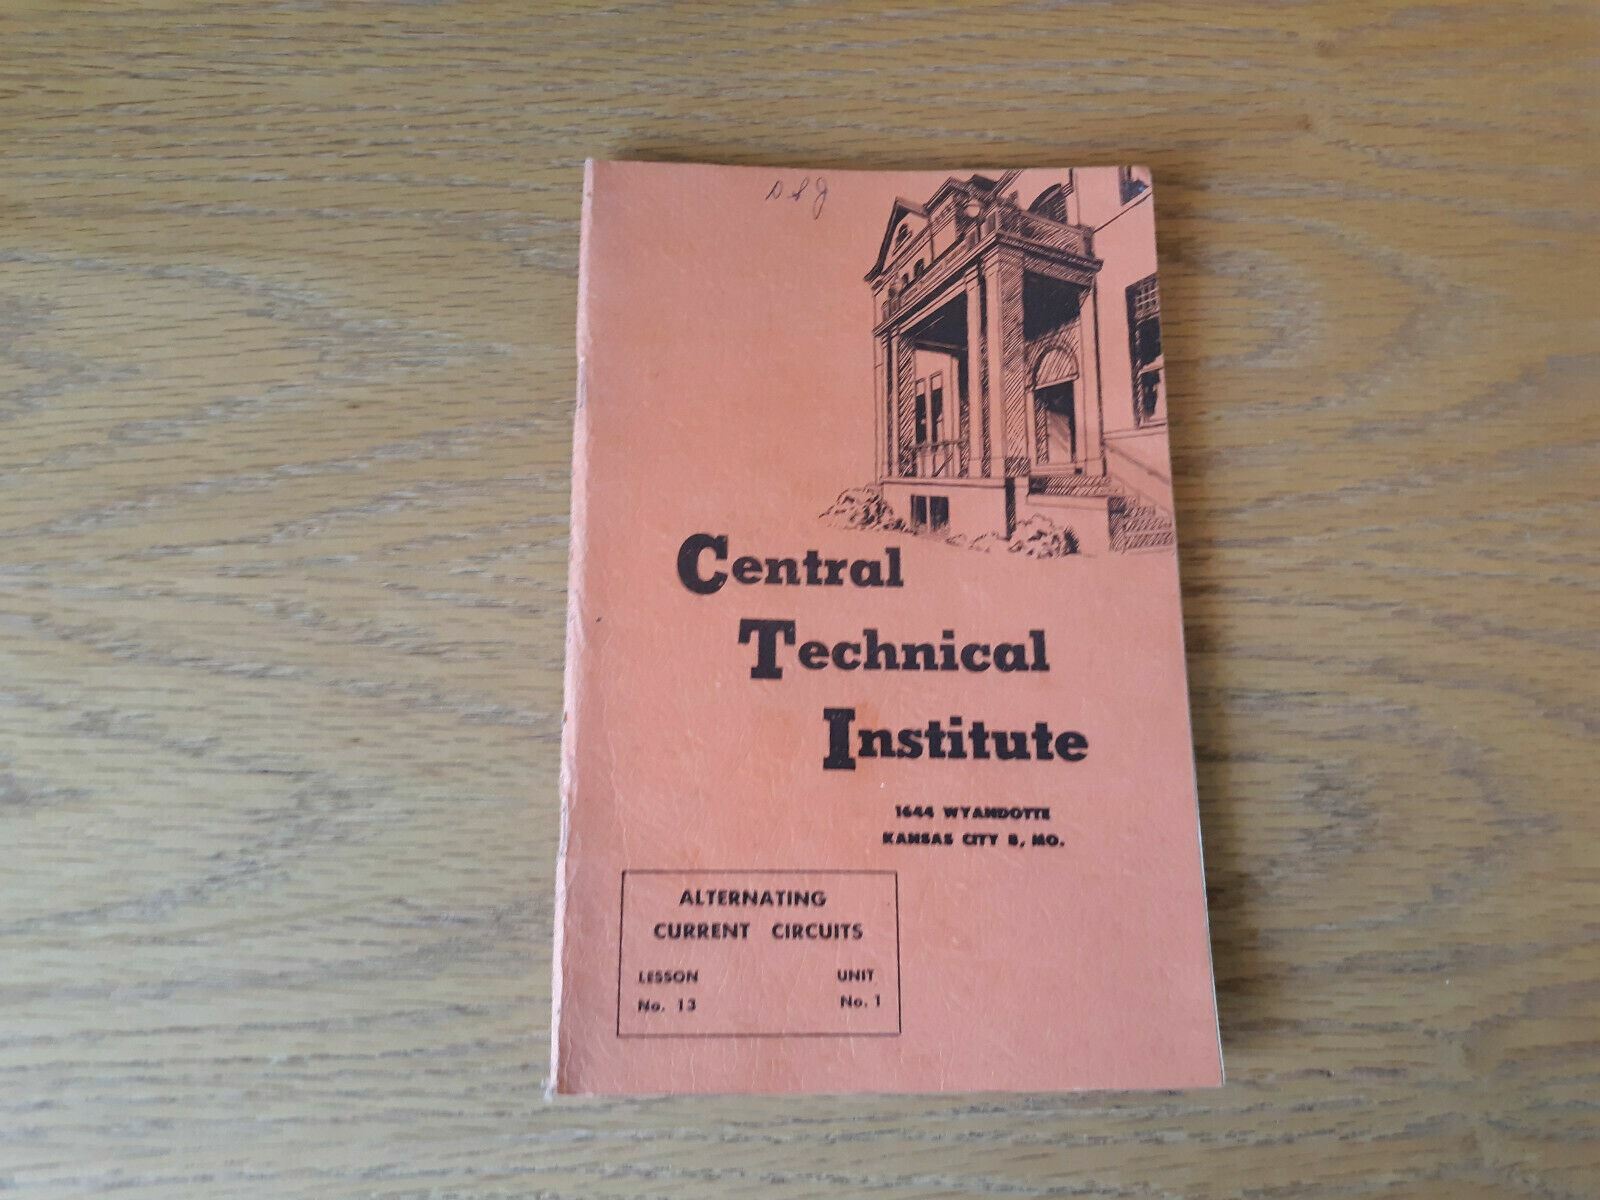 Central
Technical
Institute
1644 WYANDOTTE
KANSAS CITY 8, MO.
ALTERNATING
CURRENT CIRCUITS
LESSON UNIT
No. 13 No. 1